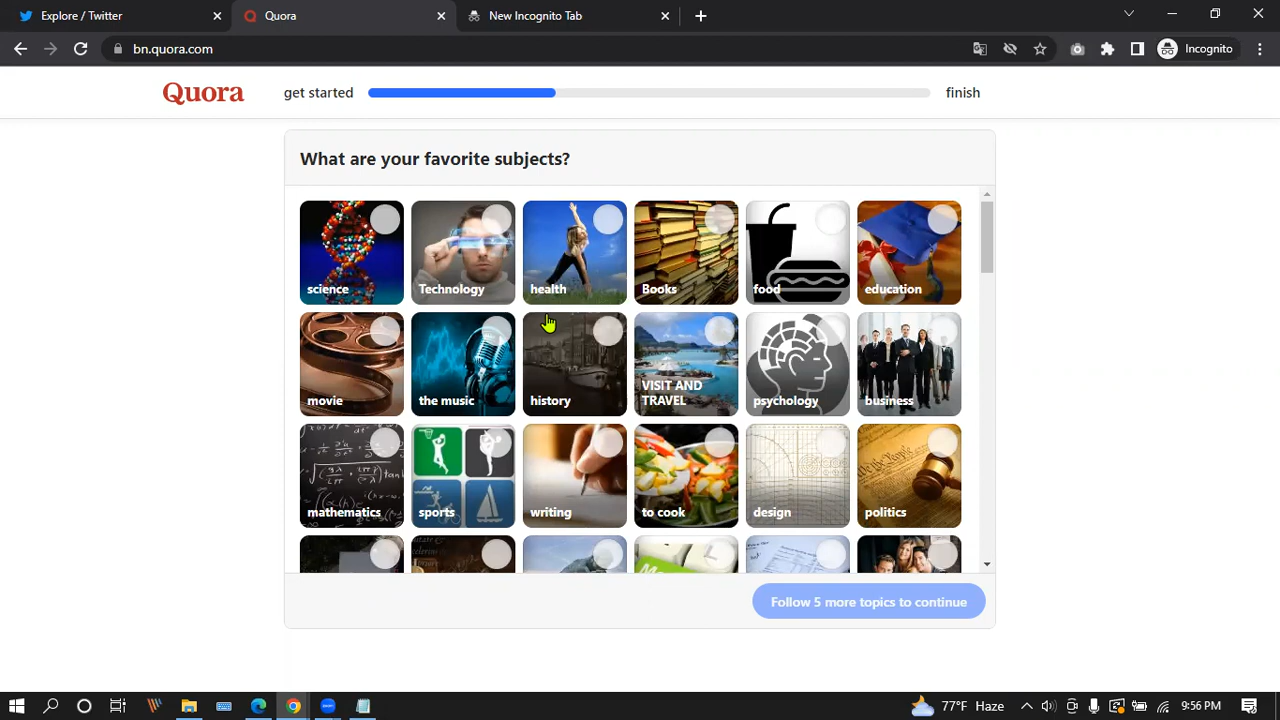 Explore / Twitter
Quora
New Incognito Tab
bn.quora.com
Incognito
Quora
get started
finish
What are your favorite subjects?
science
Technology
health
Books
food
education
movie
the music
history
VISIT AND
TRAVEL
psychology
business
mathematics
sports
writing
to cook
design
politics
Follow 5 more topics to continue
77°F Haze
9:56 PM